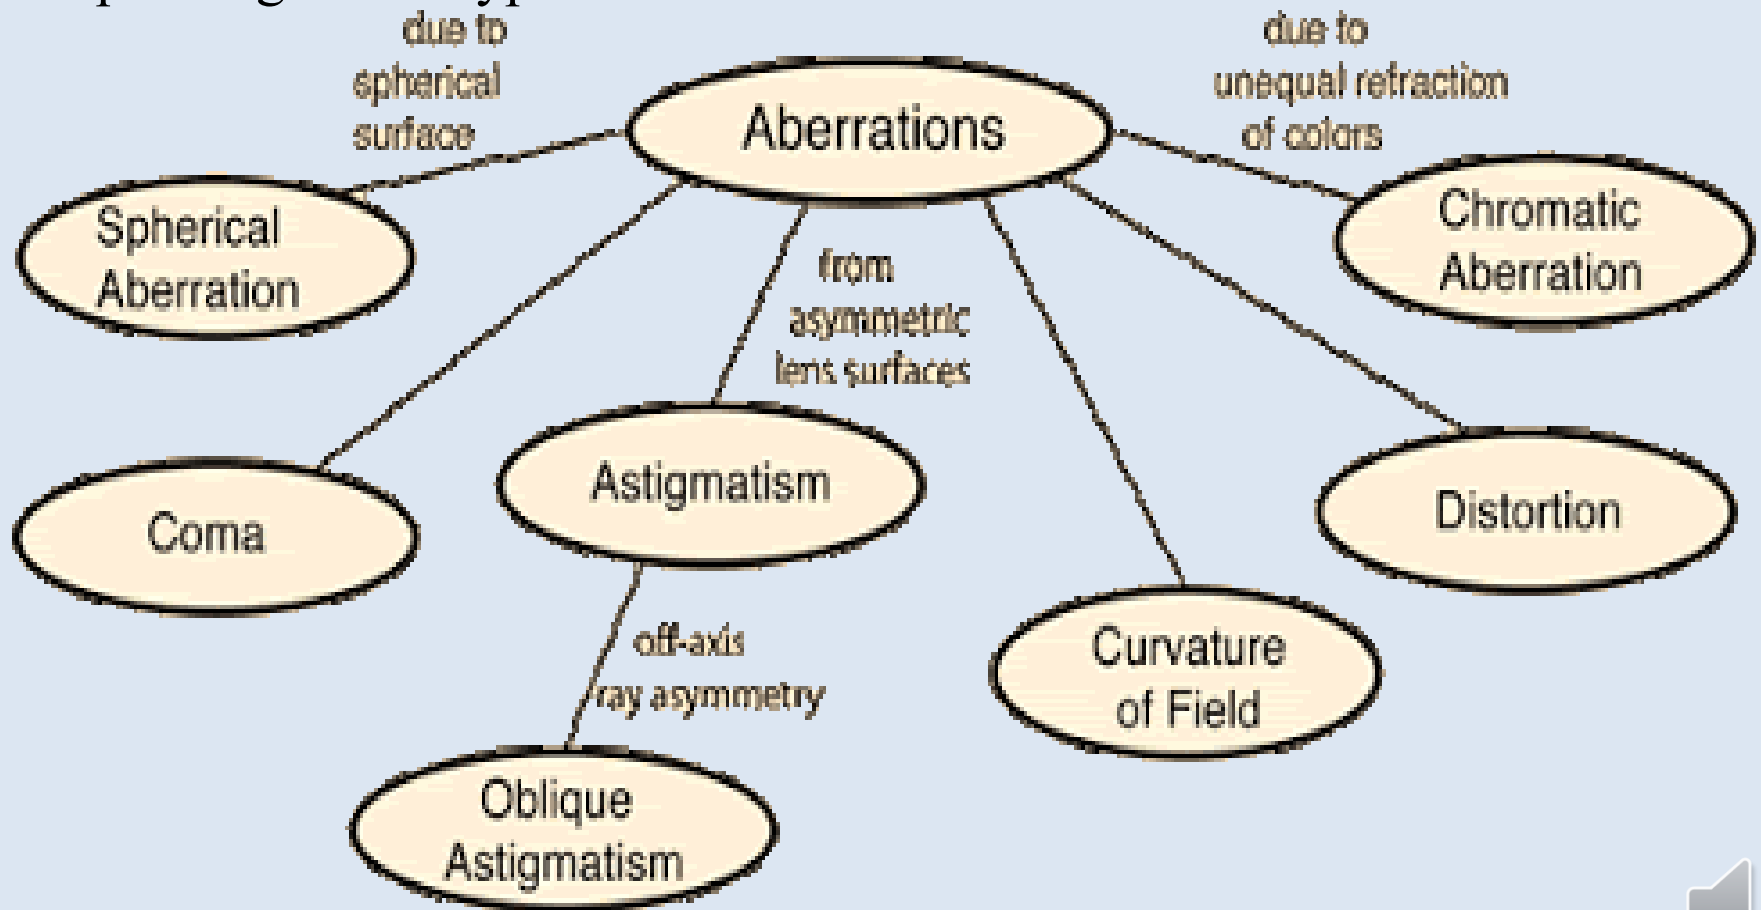 due to
spherical
surface
Aberrations
due to
unequal refraction
of colors
Spherical
Aberration
Chromatic
Aberration
from
asymmetric
lens surfaces
Coma
Astigmatism
Distortion
off-axis
ray asymmetry
Curvature
of Field
Oblique
Astigmatism